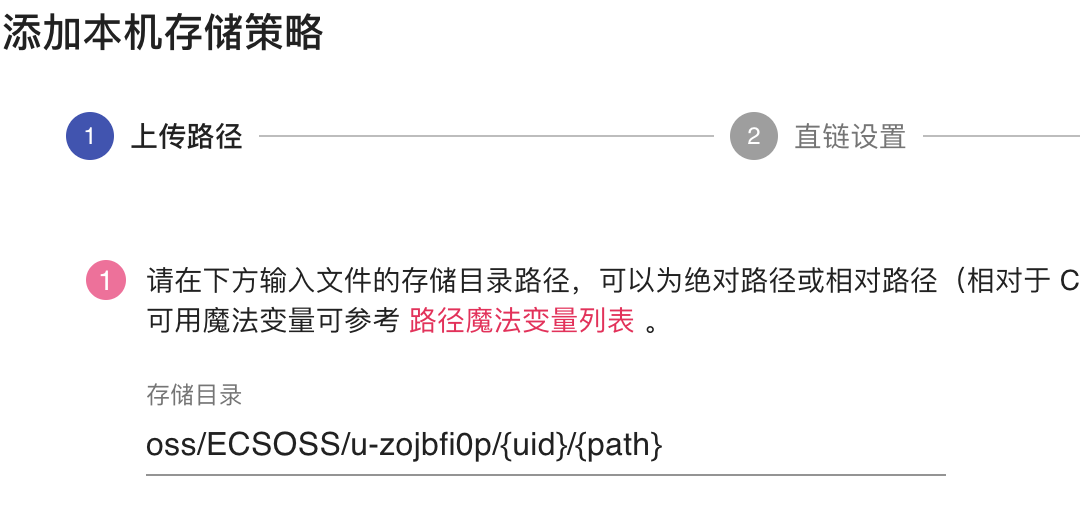 添加本机存储策略
1 上传路径 2 直链设置
1 请在下方输入文件的存储目录路径，可以为绝对路径或相对路径（相对于 C
可用魔法变量可参考 路径魔法变量列表 。
存储目录
oss/ECSOSS/u-zojbfi0p/{uid}/{path}